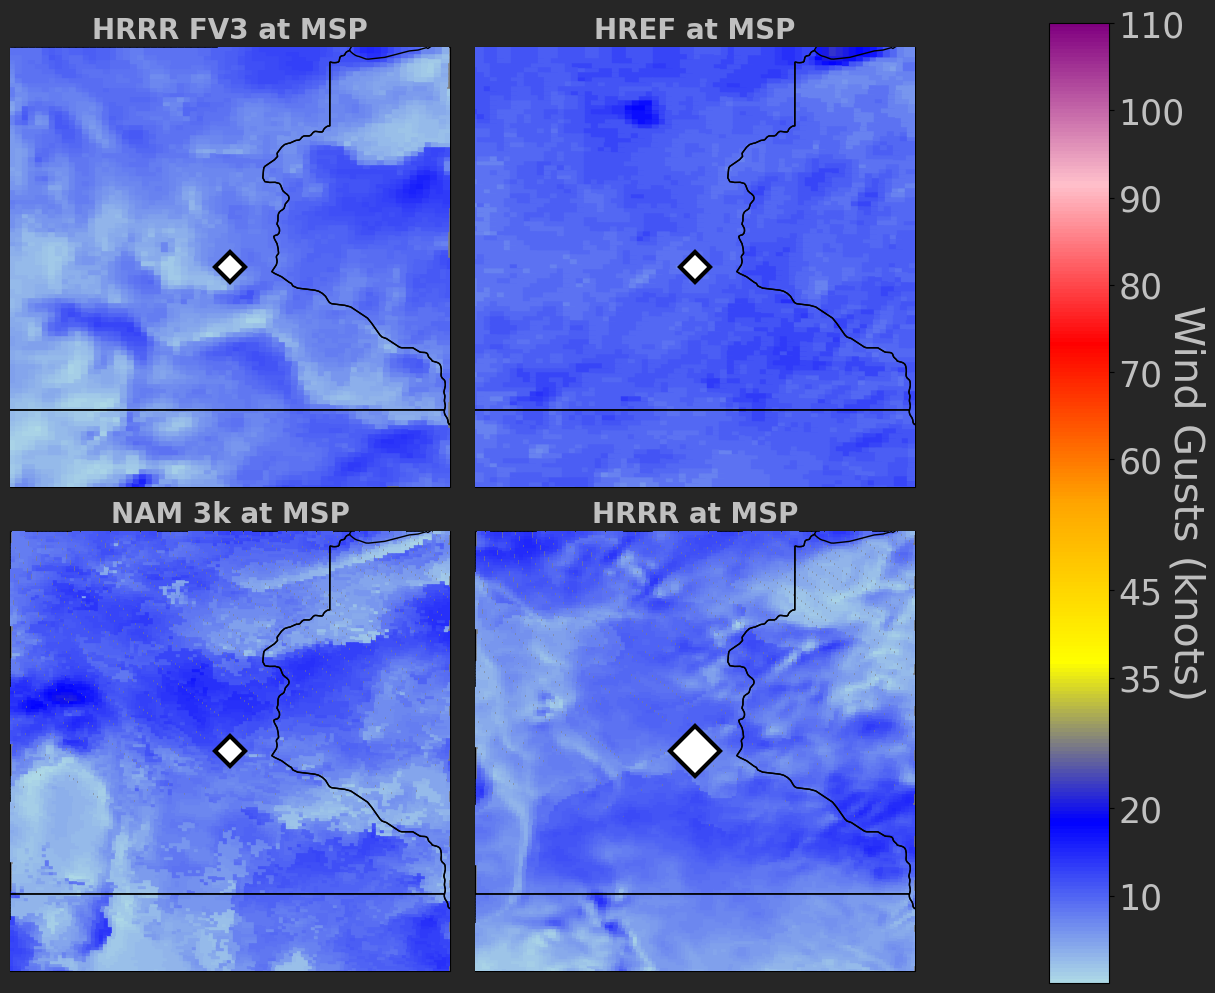 HRRR FV3 at MSP
HREF at MSP
NAM 3k at MSP
HRRR at MSP
110
100
90
80
70
60
45
35
20
10
Wind Gusts (knots)